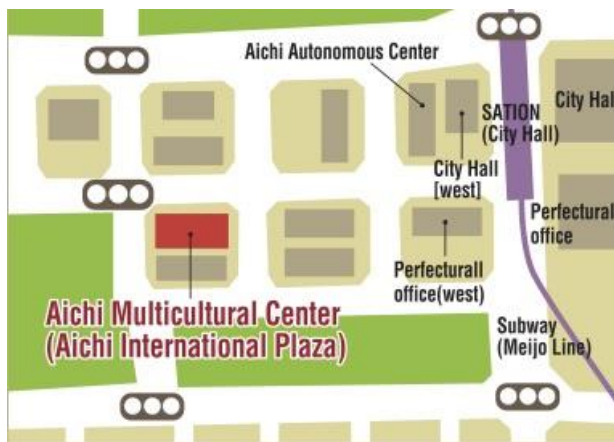 Aichi Autonomous Center
SATION
(City Hall)
City Hal
City Hall
[west]
Perfectural
office
Perfecturall
office(west)
Aichi Multicultural Center
(Aichi International Plaza)
Subway
(Meijo Line)